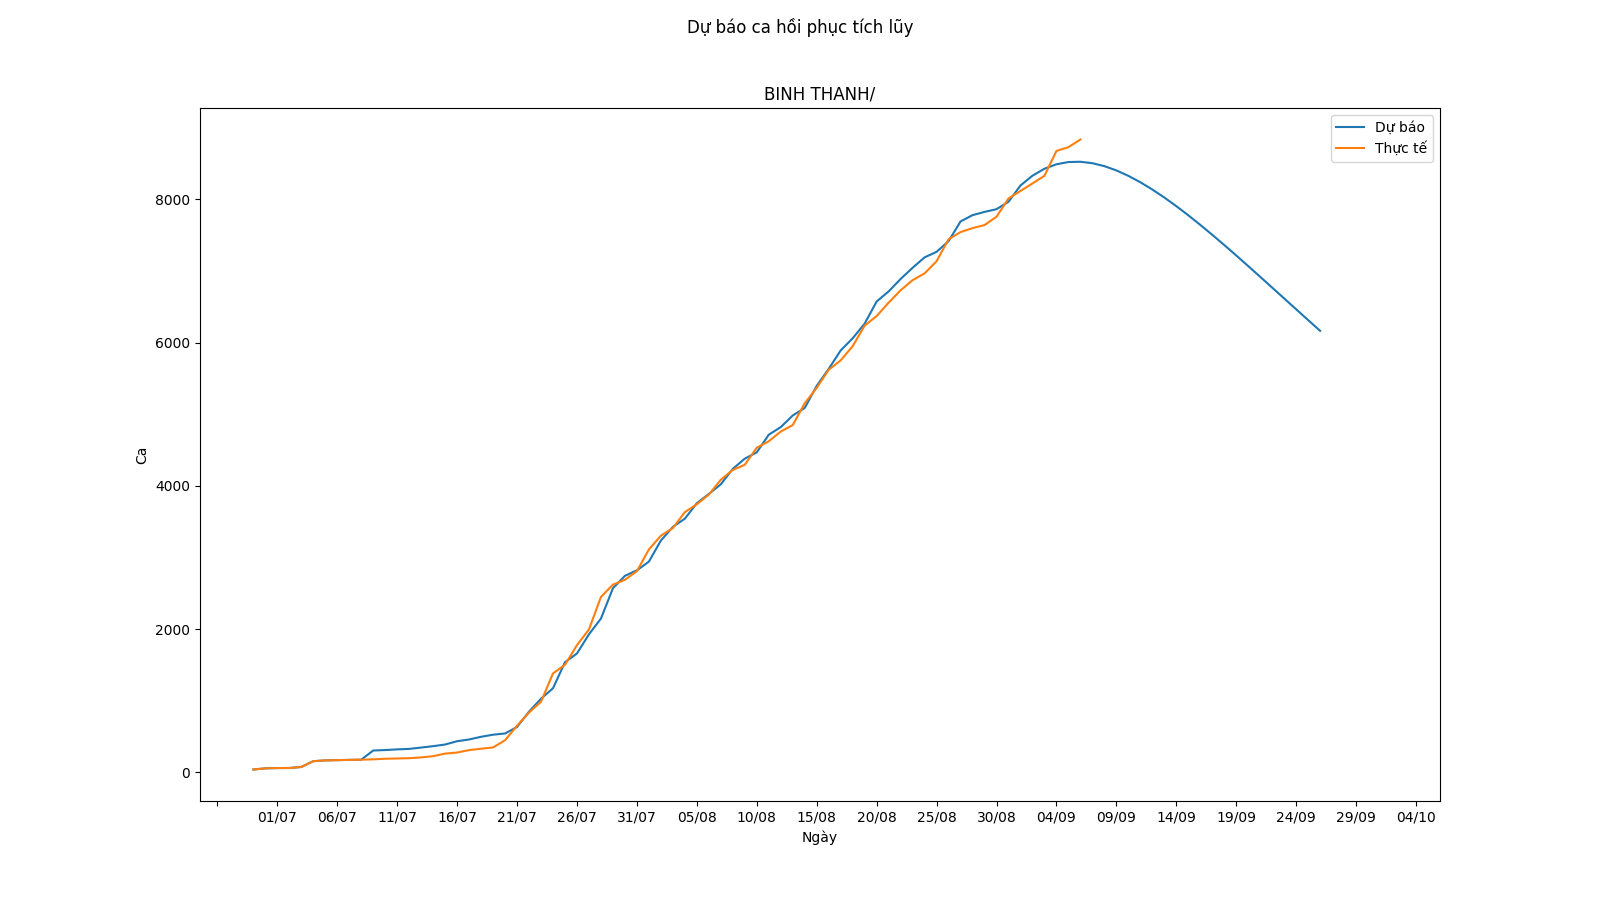 Dự báo ca hồi phục tích lũy
BINH THANH/
Dự báo
Thực tế
8000
6000
4000
2000
0
Ca
01/07 06/07 11/07 16/07 21/07 26/07 31/07 05/08 10/08 15/08 20/08 25/08 30/08 04/09 09/09 14/09 19/09 24/09 29/09 04/10
Ngày